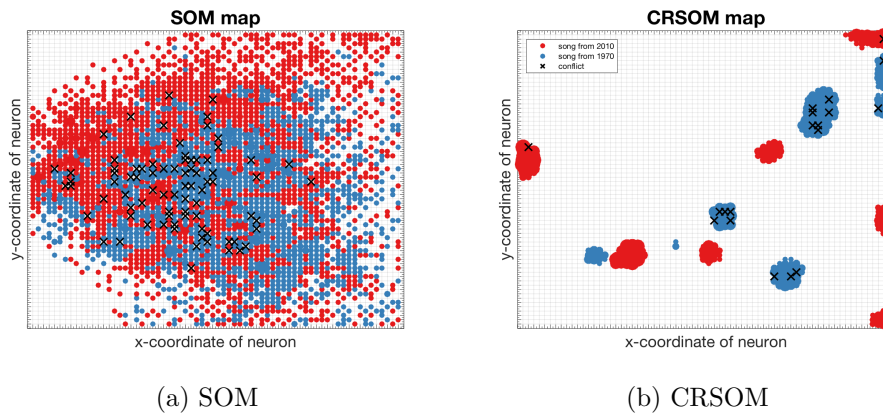 SOM map
y-coordinate of neuron
x-coordinate of neuron
(a) SOM
CRSOM map
song from 2010
song from 1970
conflict
y-coordinate of neuron
x-coordinate of neuron
(b) CRSOM